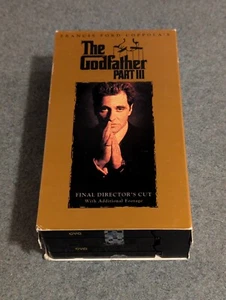 FRANCIS FORD COPPOLA'S
The
Godfather
PART III
FINAL DIRECTOR'S CUT
With Additional Footage